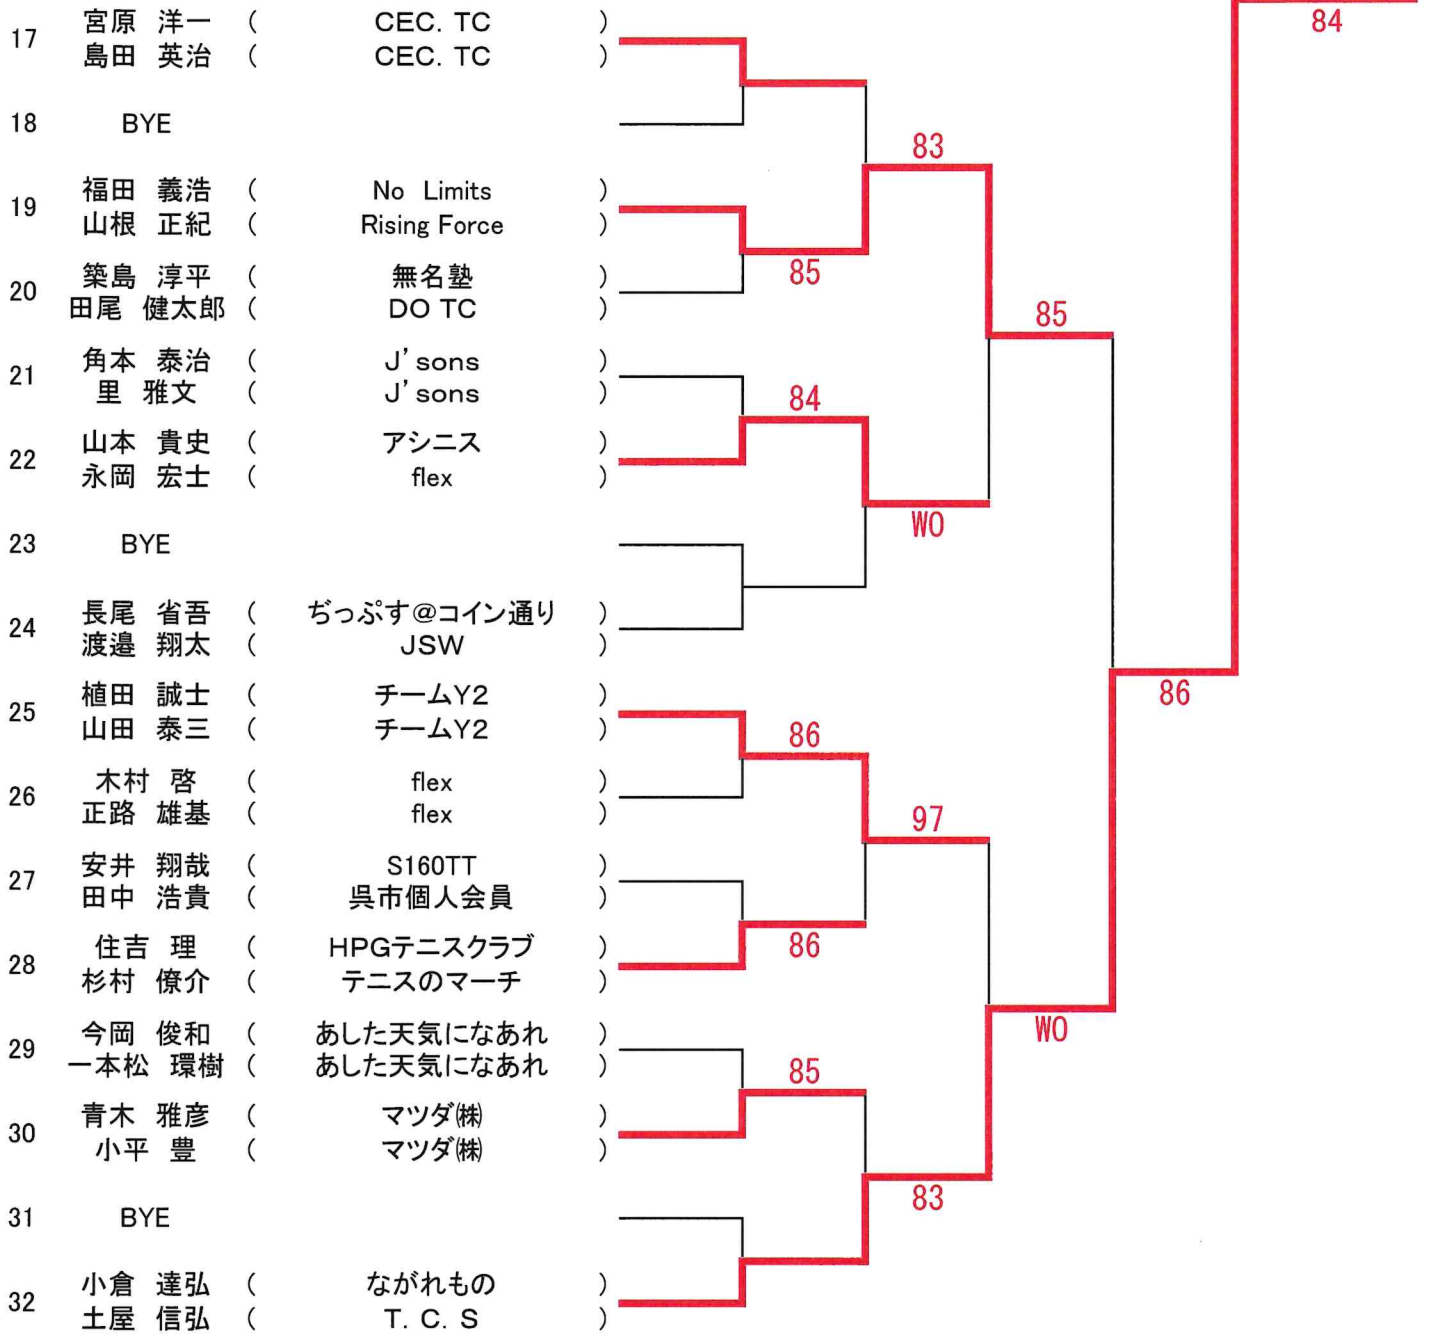 84
17 宮原 洋一 ( CEC. TC )
島田 英治 ( CEC. TC )
18 BYE
83
19 福田 義浩 ( No Limits )
山根 正紀 ( Rising Force )
85
20 築島 淳平 ( 無名塾 )
田尾 健太郎 ( DO TC )
85
21 角本 泰治 ( J'sons )
里 雅文 ( J'sons )
84
22 山本 貴史 ( アシニス )
永岡 宏士 ( flex )
WO
23 BYE
24 長尾 省吾 ( ぢっぷす@コイン通り )
渡邉 翔太 ( JSW )
86
25 植田 誠士 ( チームY2 )
山田 泰三 ( チームY2 )
86
26 木村 啓 ( flex )
正路 雄基 ( flex )
97
27 安井 翔哉 ( S160TT )
田中 浩貴 ( 呉市個人会員 )
28 住吉 理 ( HPGテニスクラブ )
杉村 僚介 ( テニスのマーチ )
86
29 今岡 俊和 ( あした天気になあれ )
一本松 環樹 ( あした天気になあれ )
WO
85
30 青木 雅彦 ( マツダ㈱ )
小平 豊 ( マツダ㈱ )
83
31 BYE
32 小倉 達弘 ( ながれもの )
土屋 信弘 ( T. C. S )